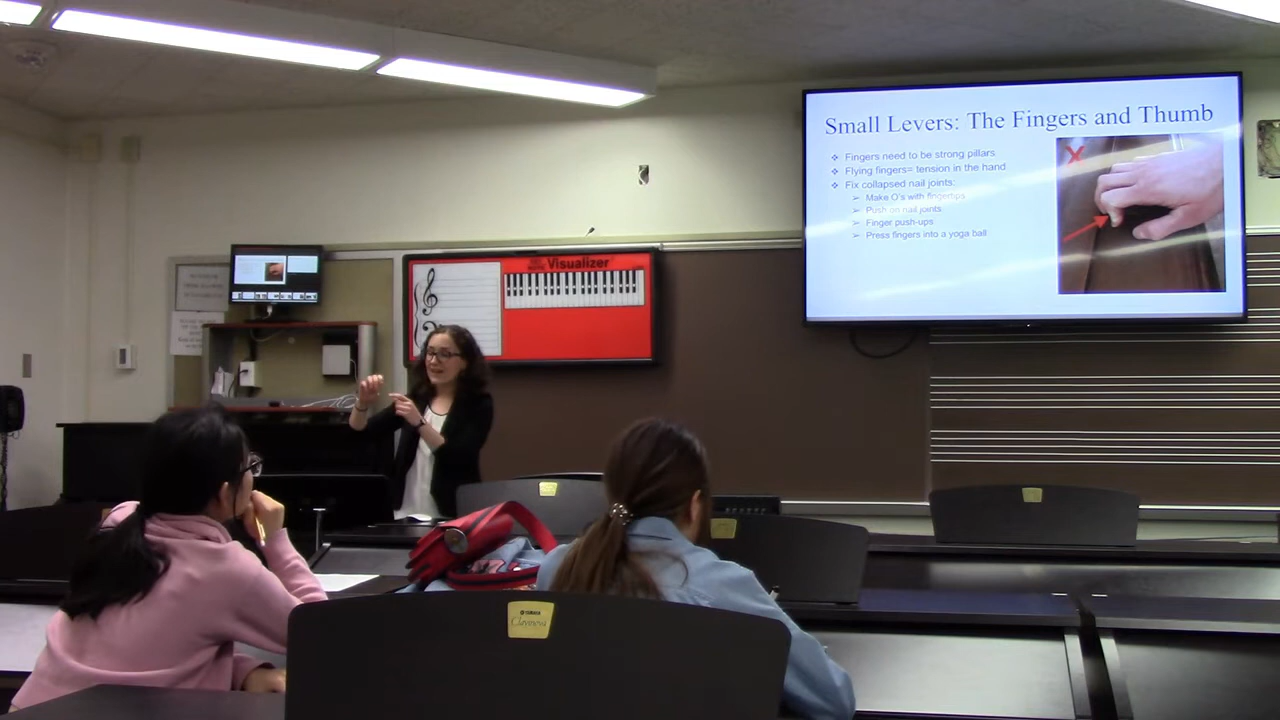 Small Levers: The Fingers and Thumb
Fingers need to be strong pillars
Flying fingers= tension in the hand
Fix collapsed nail joints:
Make O's with fingertips
Push on nail joints
Finger push-ups
Press fingers into a yoga ball
X
Visualizer
YAMAHA
Clavinova